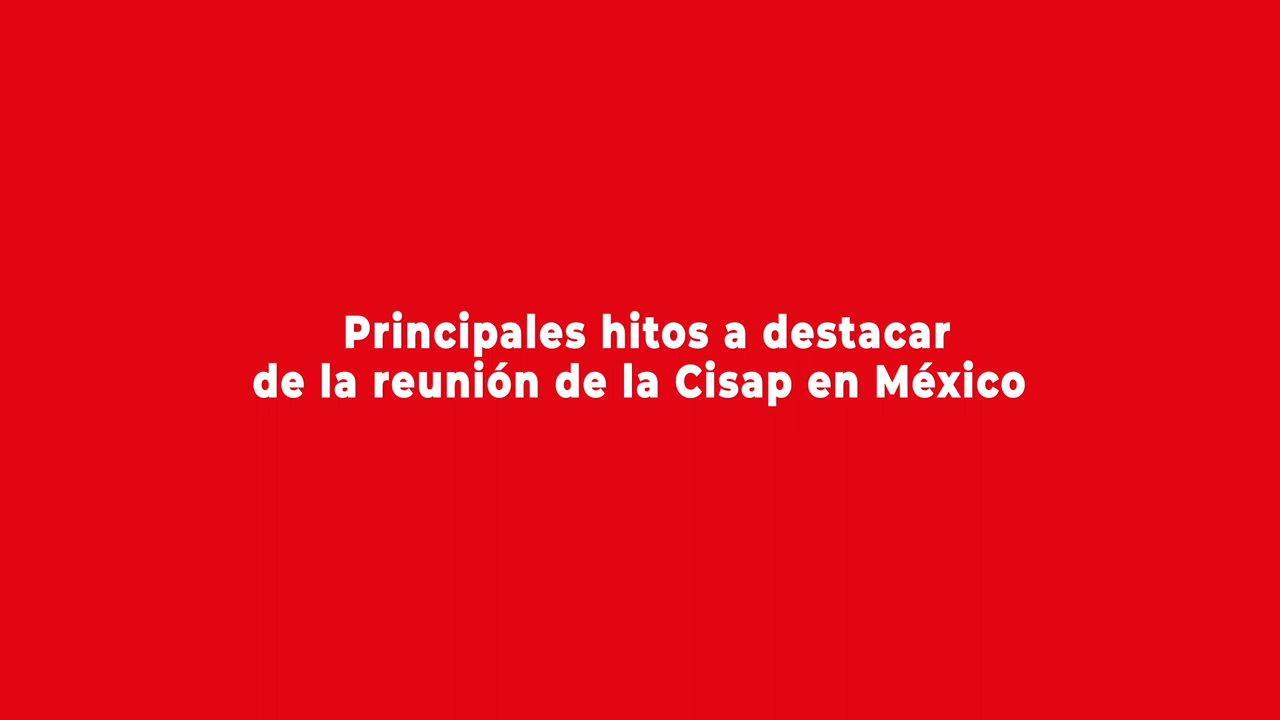 Principales hitos a destacar
de la reunión de la Cisap en México